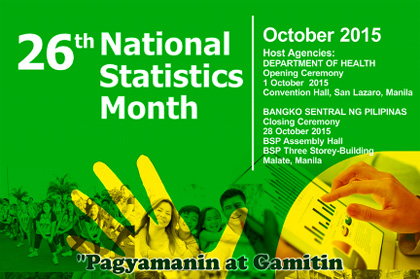 26th National
Statistics
Month
October 2015
Host Agencies:
DEPARTMENT OF HEALTH
Opening Ceremony
1 October 2015
Convention Hall, San Lazaro, Manila
BANGKO SENTRAL NG PILIPINAS
Closing Ceremony
28 October 2015
BSP Assembly Hall
BSP Three Storey-Building
Malate, Manila
"Pagyamanin at Gamitin